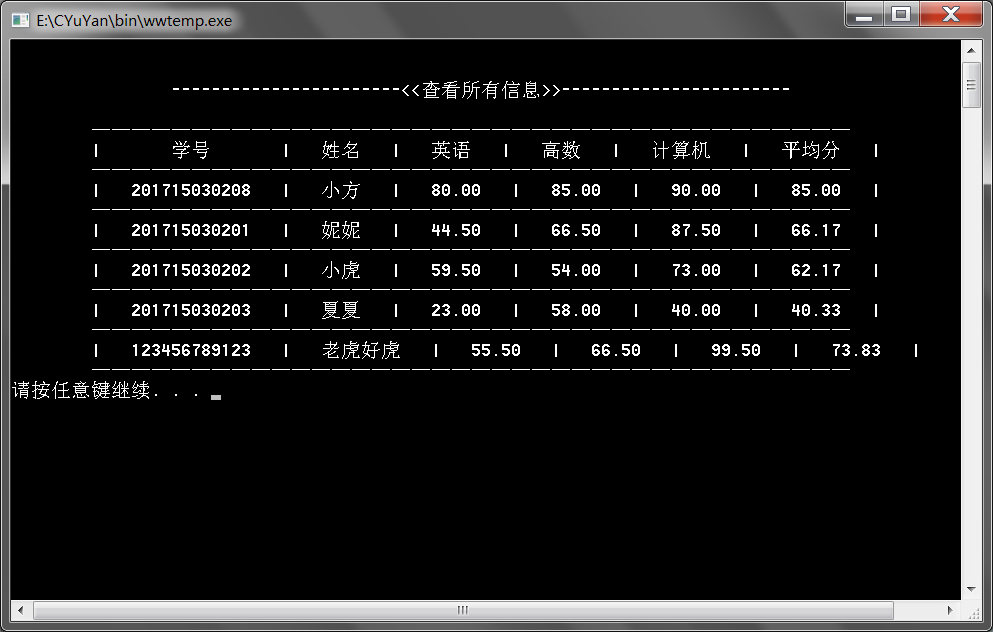 E:\CYuYan\bin\wwtemp.exe
-----------------------<<查看所有信息>>-----------------------
| 学号 | 姓名 | 英语 | 高数 | 计算机 | 平均分 |
| 201715030208 | 小方 | 80.00 | 85.00 | 90.00 | 85.00 |
| 201715030201 | 妮妮 | 44.50 | 66.50 | 87.50 | 66.17 |
| 201715030202 | 小虎 | 59.50 | 54.00 | 73.00 | 62.17 |
| 201715030203 | 夏夏 | 23.00 | 58.00 | 40.00 | 40.33 |
| 123456789123 | 老虎好虎 | 55.50 | 66.50 | 99.50 | 73.83 |
请按任意键继续. . .